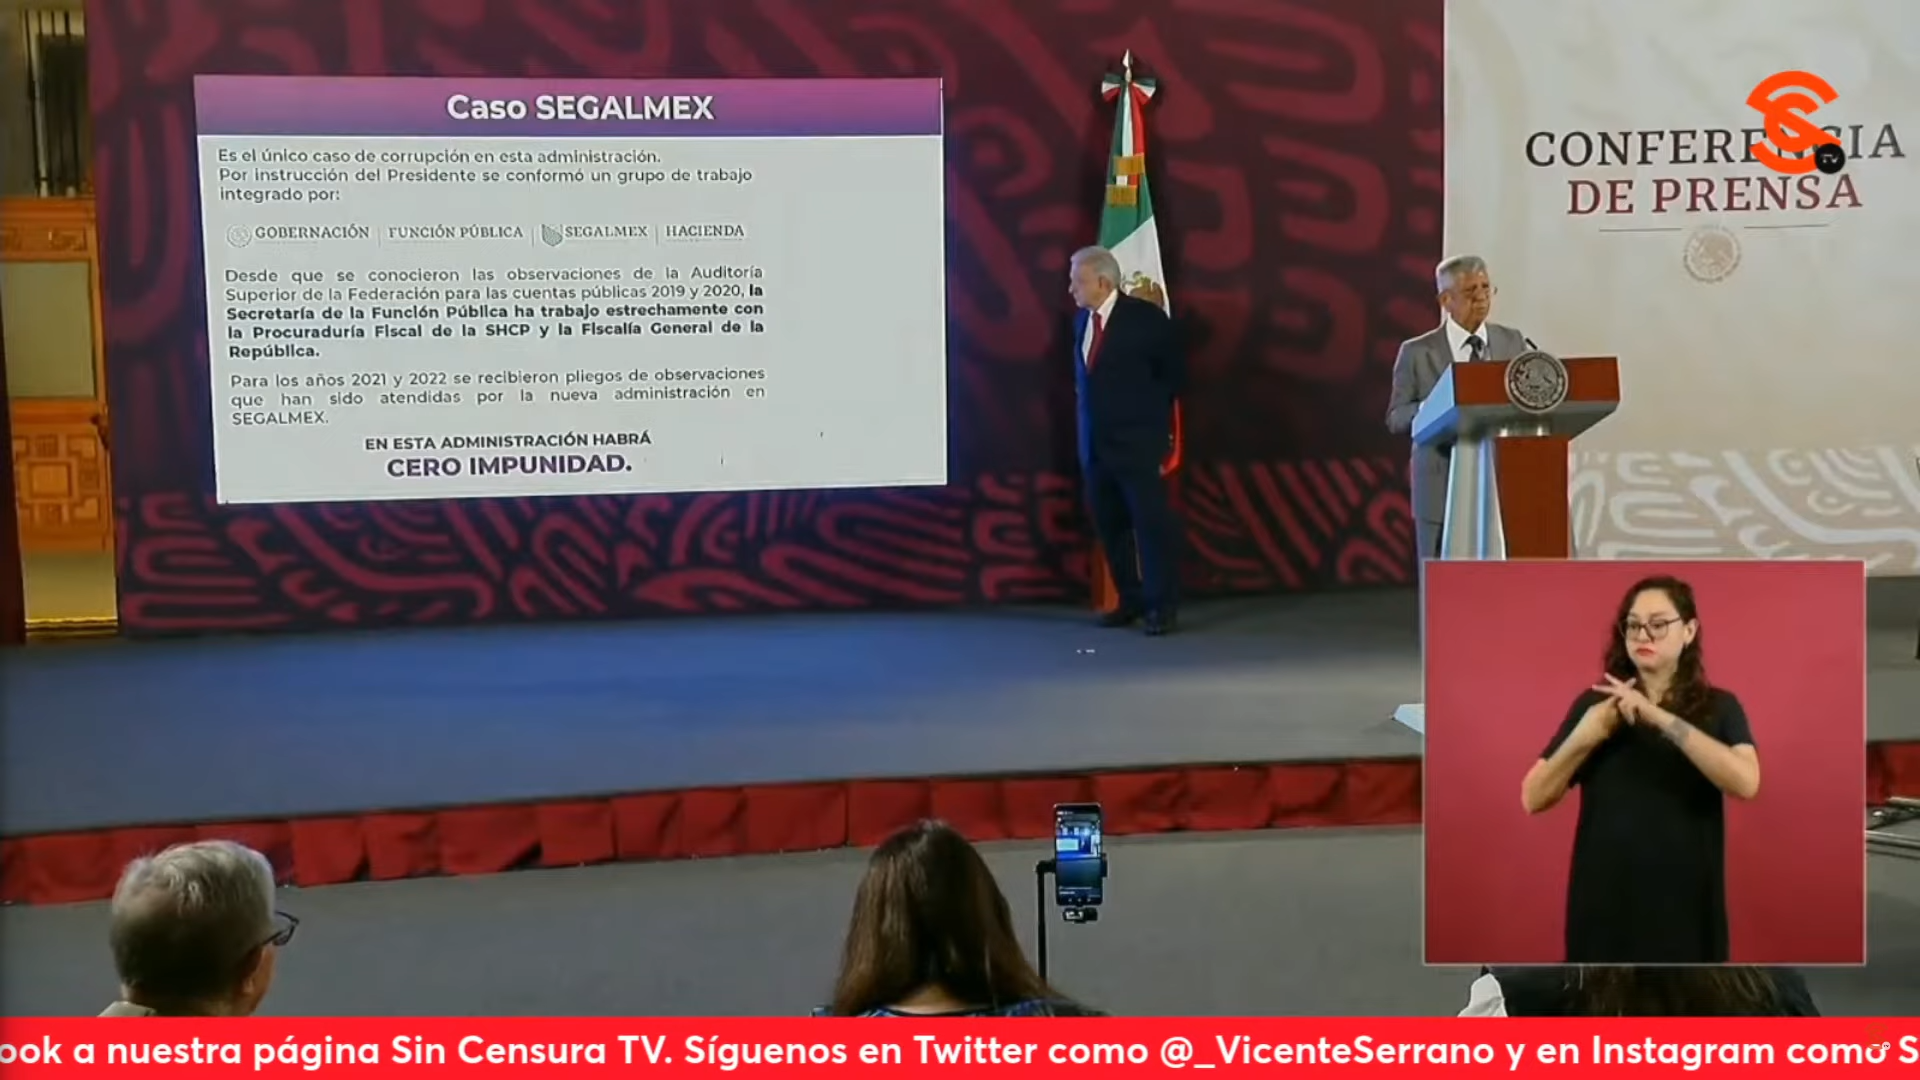 Caso SEGALMEX
Es el único caso de corrupción en esta administración.
Por instrucción del Presidente se conformó un grupo de trabajo
integrado por:
GOBERNACIÓN | FUNCIÓN PÚBLICA | SEGALMEX | HACIENDA
Desde que se conocieron las observaciones de la Auditoría
Superior de la Federación para las cuentas públicas 2019 y 2020, la
Secretaría de la Función Pública ha trabajo estrechamente con
la Procuraduría Fiscal de la SHCP y la Fiscalía General de la
República.
Para los años 2021 y 2022 se recibieron pliegos de observaciones
que han sido atendidas por la nueva administración en
SEGALMEX.
EN ESTA ADMINISTRACIÓN HABRÁ
CERO IMPUNIDAD.
CONFERENCIA
DE PRENSA
TV
ook a nuestra página Sin Censura TV. Síguenos en Twitter como @_VicenteSerrano y en Instagram como S